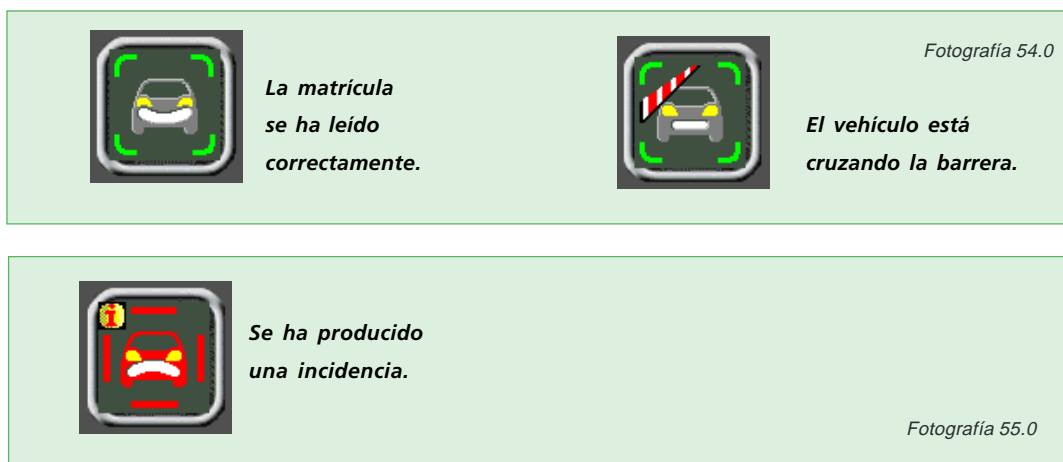 La matrícula
se ha leído
correctamente.
Fotografía 54.0
El vehículo está
cruzando la barrera.
i
Se ha producido
una incidencia.
Fotografía 55.0